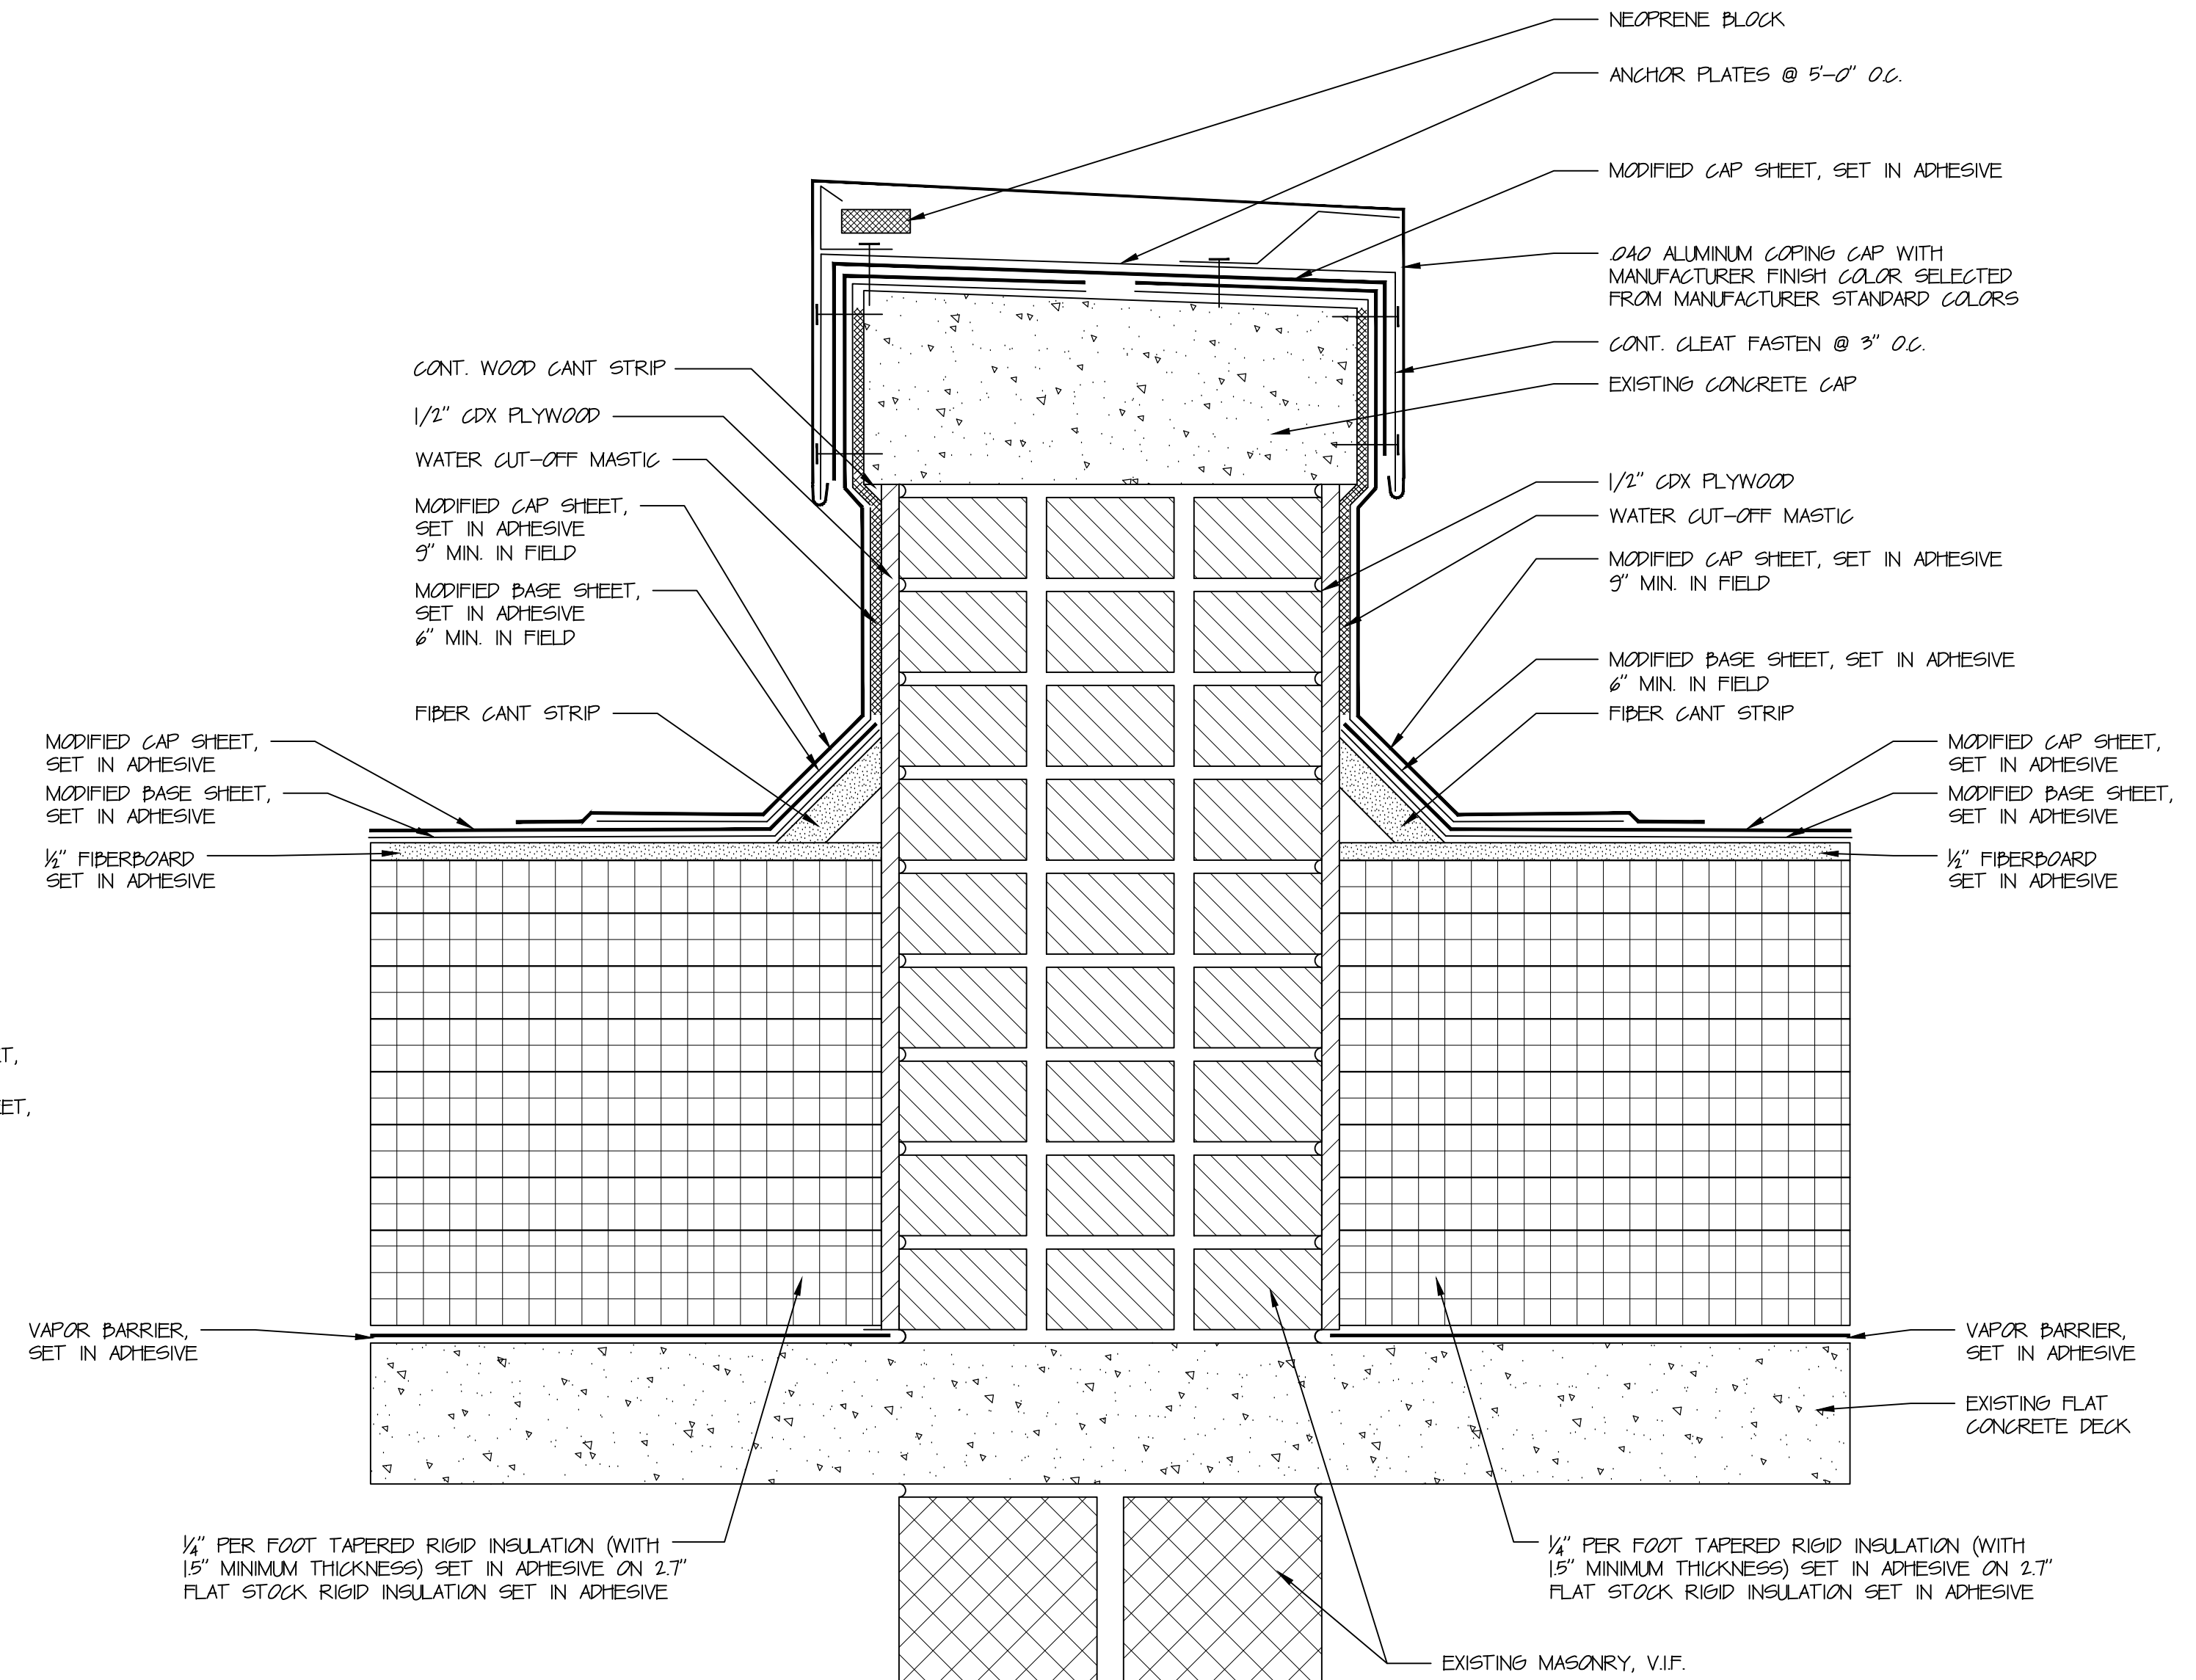 NEOPRENE BLOCK
ANCHOR PLATES @ 5'-0" O.C.
MODIFIED CAP SHEET, SET IN ADHESIVE
.040 ALUMINUM COPING CAP WITH
MANUFACTURER FINISH COLOR SELECTED
FROM MANUFACTURER STANDARD COLORS
CONT. CLEAT FASTEN @ 3" O.C.
EXISTING CONCRETE CAP
CONT. WOOD CANT STRIP
1/2" CDX PLYWOOD
WATER CUT-OFF MASTIC
MODIFIED CAP SHEET,
SET IN ADHESIVE
9" MIN. IN FIELD
MODIFIED BASE SHEET,
SET IN ADHESIVE
6" MIN. IN FIELD
FIBER CANT STRIP
1/2" CDX PLYWOOD
WATER CUT-OFF MASTIC
MODIFIED CAP SHEET, SET IN ADHESIVE
9" MIN. IN FIELD
MODIFIED BASE SHEET, SET IN ADHESIVE
6" MIN. IN FIELD
FIBER CANT STRIP
MODIFIED CAP SHEET,
SET IN ADHESIVE
MODIFIED BASE SHEET,
SET IN ADHESIVE
½" FIBERBOARD
SET IN ADHESIVE
MODIFIED CAP SHEET,
SET IN ADHESIVE
MODIFIED BASE SHEET,
SET IN ADHESIVE
½" FIBERBOARD
SET IN ADHESIVE
T,
ET,
VAPOR BARRIER,
SET IN ADHESIVE
VAPOR BARRIER,
SET IN ADHESIVE
EXISTING FLAT
CONCRETE DECK
¼" PER FOOT TAPERED RIGID INSULATION (WITH
1.5" MINIMUM THICKNESS) SET IN ADHESIVE ON 2.7"
FLAT STOCK RIGID INSULATION SET IN ADHESIVE
¼" PER FOOT TAPERED RIGID INSULATION (WITH
1.5" MINIMUM THICKNESS) SET IN ADHESIVE ON 2.7"
FLAT STOCK RIGID INSULATION SET IN ADHESIVE
EXISTING MASONRY, V.I.F.